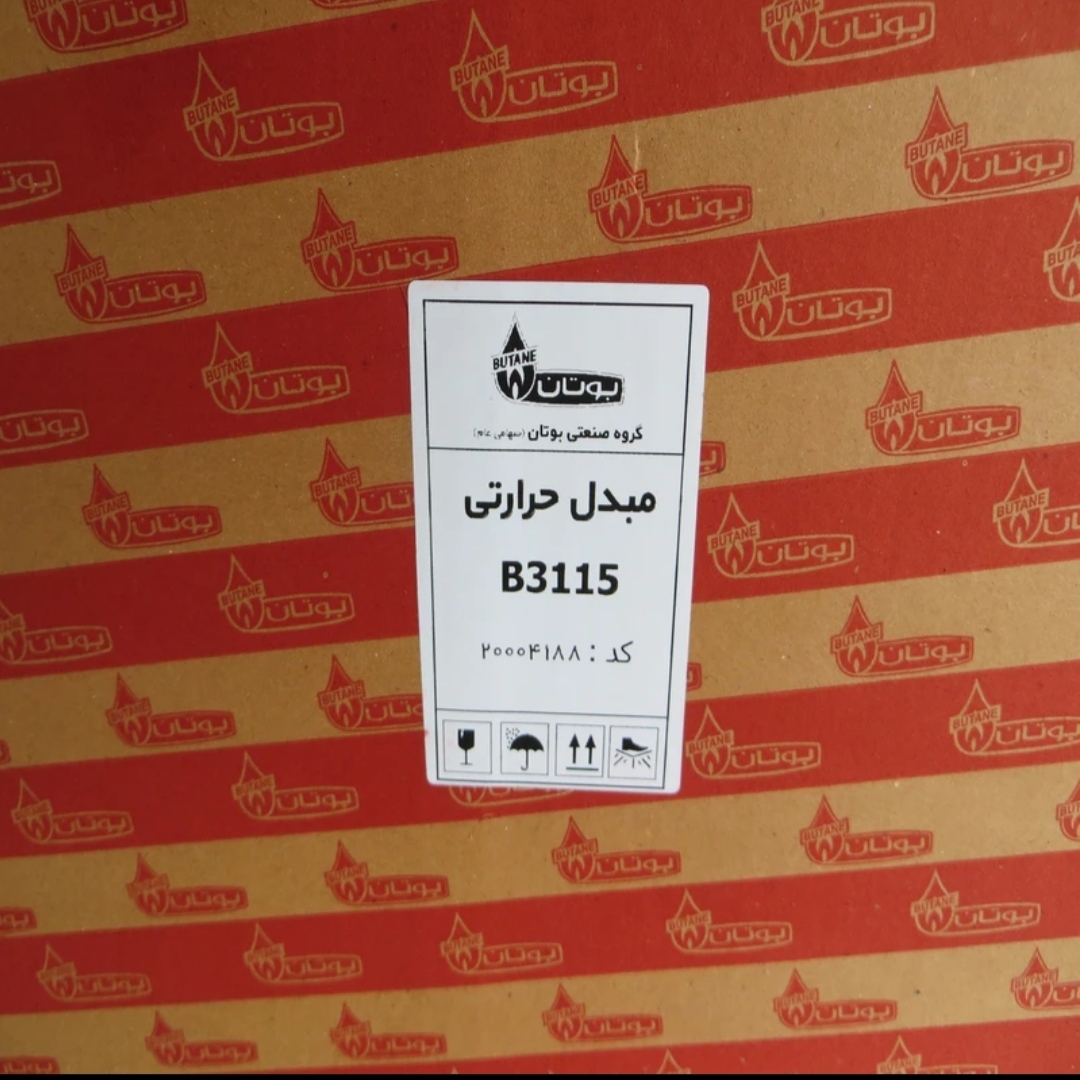 BUTANE
بوتان
گروه صنعتی بوتان (سهامی عام)
مبدل حرارتی
B3115
کد : ۲۰۰۰۴۱۸۸